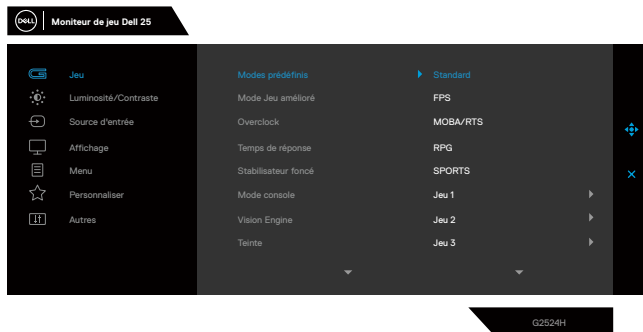 DELL Moniteur de jeu Dell 25
Jeu Modes prédéfinis Standard
Luminosité/Contraste Mode Jeu amélioré FPS
Source d'entrée Overclock MOBA/RTS
Affichage Temps de réponse RPG
Menu Stabilisateur foncé SPORTS
Personnaliser Mode console Jeu 1
Autres Vision Engine Jeu 2
Teinte Jeu 3
G2524H